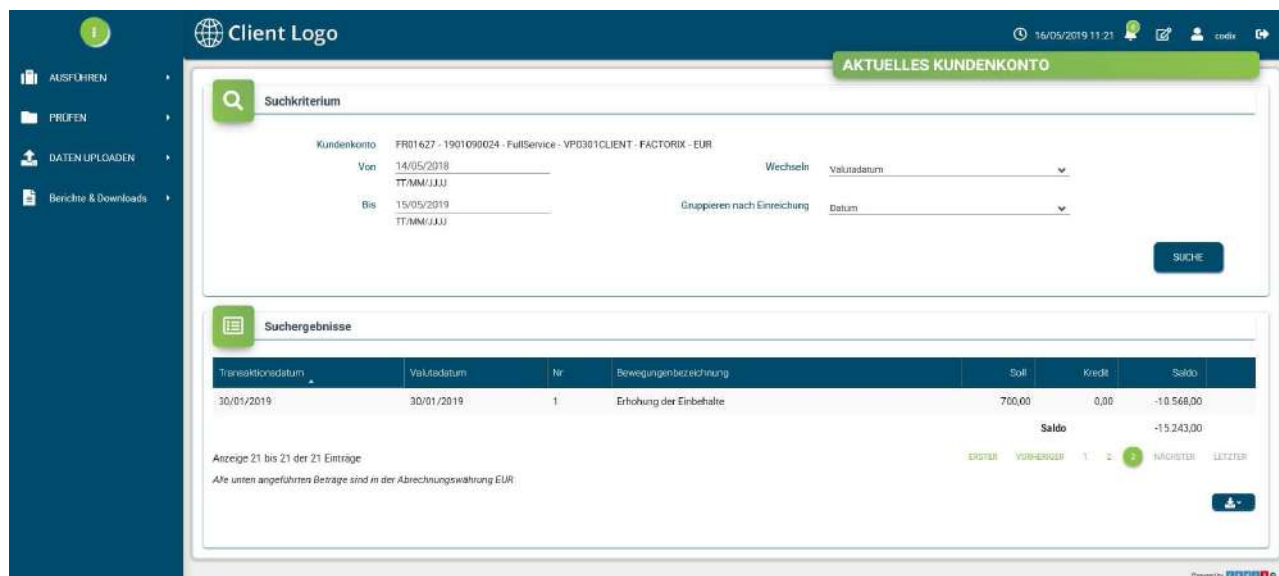 Client Logo
16/05/2019 11:21
codix
AKTUELLES KUNDENKONTO
AUSFÜHREN
PRÜFEN
DATEN UPLOADEN
Berichte & Downloads
Suchkriterium
Kundenkonto FR01627 - 1901090024 - FullService - VP0301CLIENT - FACTORIX - EUR
Von 14/05/2018 Wechseln Valutadatum
TT/MM/JJJJ
Bis 15/05/2019 Gruppieren nach Einreichung Datum
TT/MM/JJJJ
SUCHE
Suchergebnisse
Transaktionsdatum Valutadatum Nr Bewegungenbezeichnung Soll Kredit Saldo
30/01/2019 30/01/2019 1 Erhohung der Einbehalte 700,00 0,00 -10.568,00
Saldo -15.243,00
Anzeige 21 bis 21 der 21 Einträge ERSTER VORHERIGER 1 2 3 NÄCHSTER LETZTER
Alle unten angeführten Beträge sind in der Abrechnungswährung EUR
Powered by